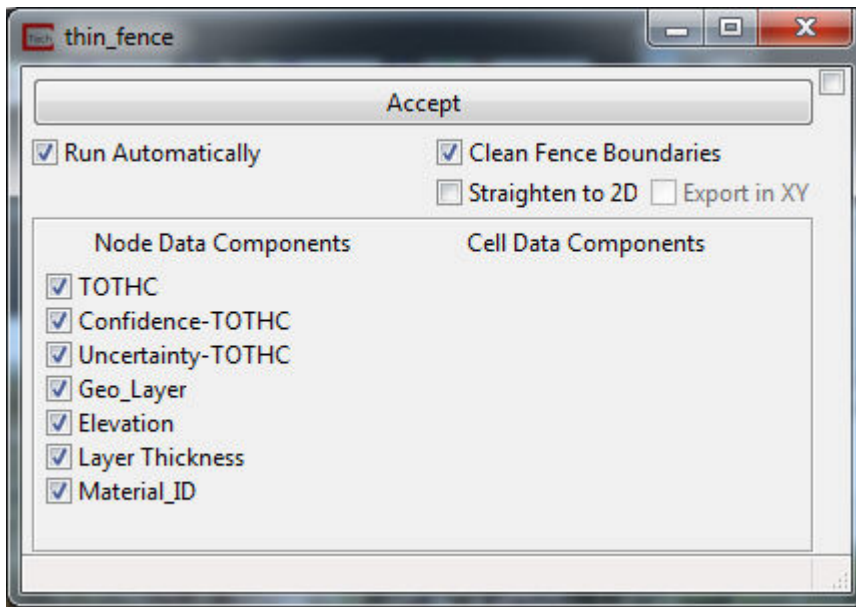 Tech thin_fence
Accept
Run Automatically
Clean Fence Boundaries
Straighten to 2D Export in XY
Node Data Components Cell Data Components
TOTHC
Confidence-TOTHC
Uncertainty-TOTHC
Geo_Layer
Elevation
Layer Thickness
Material_ID